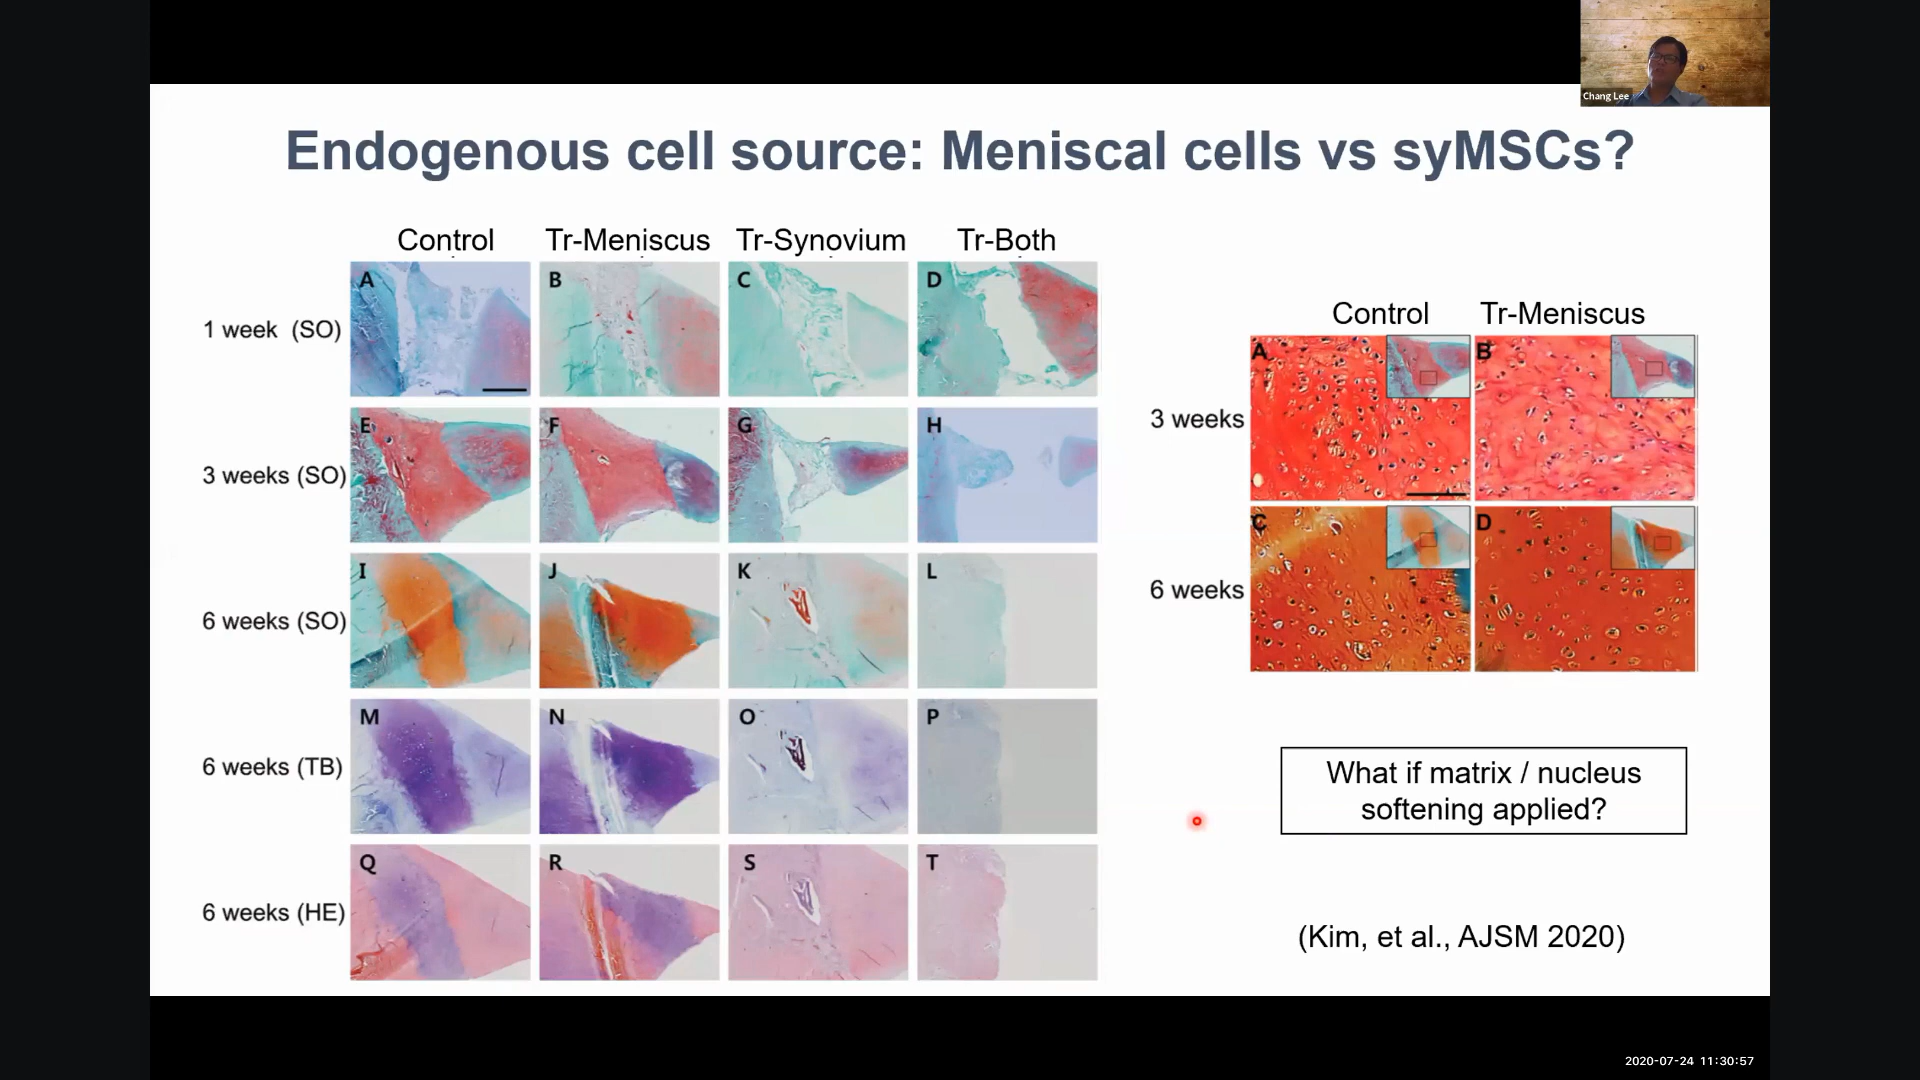 Chang Lee
Endogenous cell source: Meniscal cells vs syMSCs?
Control Tr-Meniscus Tr-Synovium Tr-Both
1 week (SO)
A B C D
3 weeks (SO)
E F G H
6 weeks (SO)
I J K L
6 weeks (TB)
M N O P
6 weeks (HE)
Q R S T
Control Tr-Meniscus
3 weeks
A B
6 weeks
C D
What if matrix / nucleus
softening applied?
(Kim, et al., AJSM 2020)
2020-07-24 11:30:57